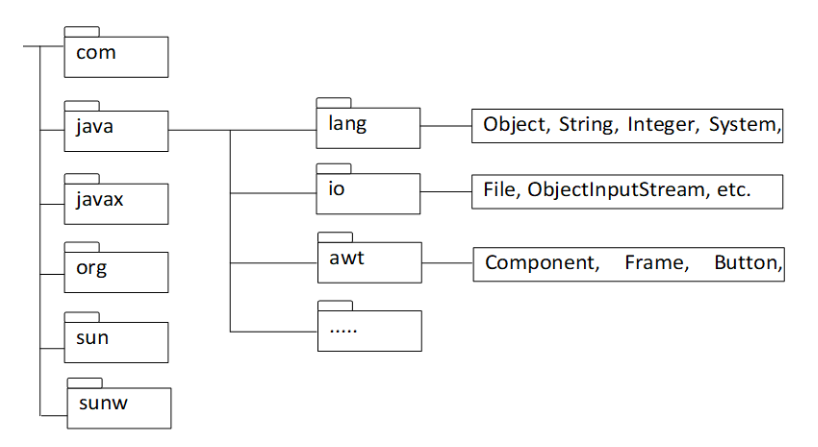 com
java
lang
Object, String, Integer, System,
javax
io
File, ObjectInputStream, etc.
org
awt
Component, Frame, Button,
sun
.....
sunw